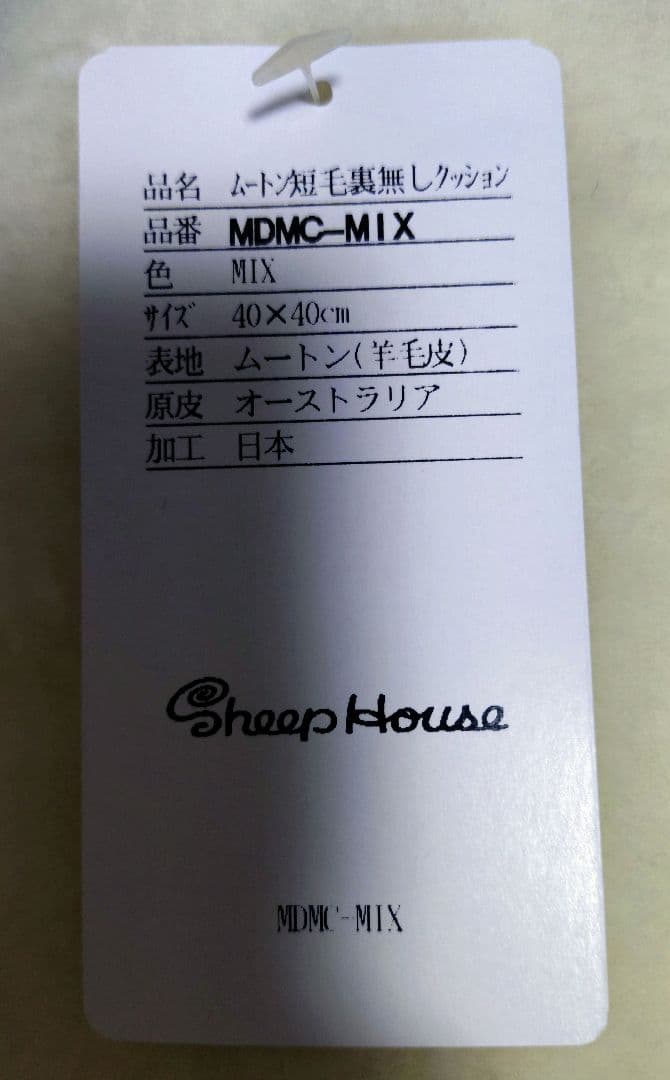 品名 ムートン短毛裏無しクッション
品番 MDMC-MIX
色 MIX
サイズ 40×40cm
表地 ムートン(羊毛皮)
原皮 オーストラリア
加工 日本
Sheep House
MDMC-MIX